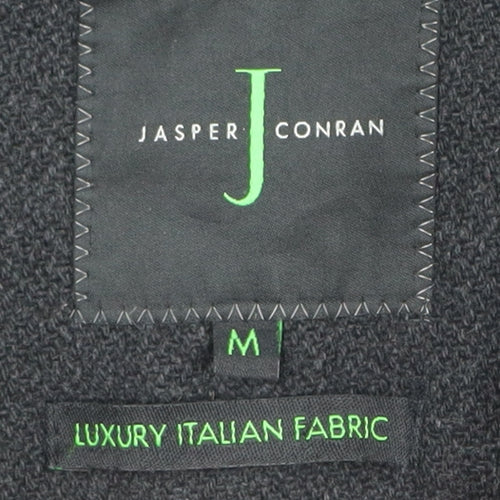 JASPER J CONRAN
M
LUXURY ITALIAN FABRIC